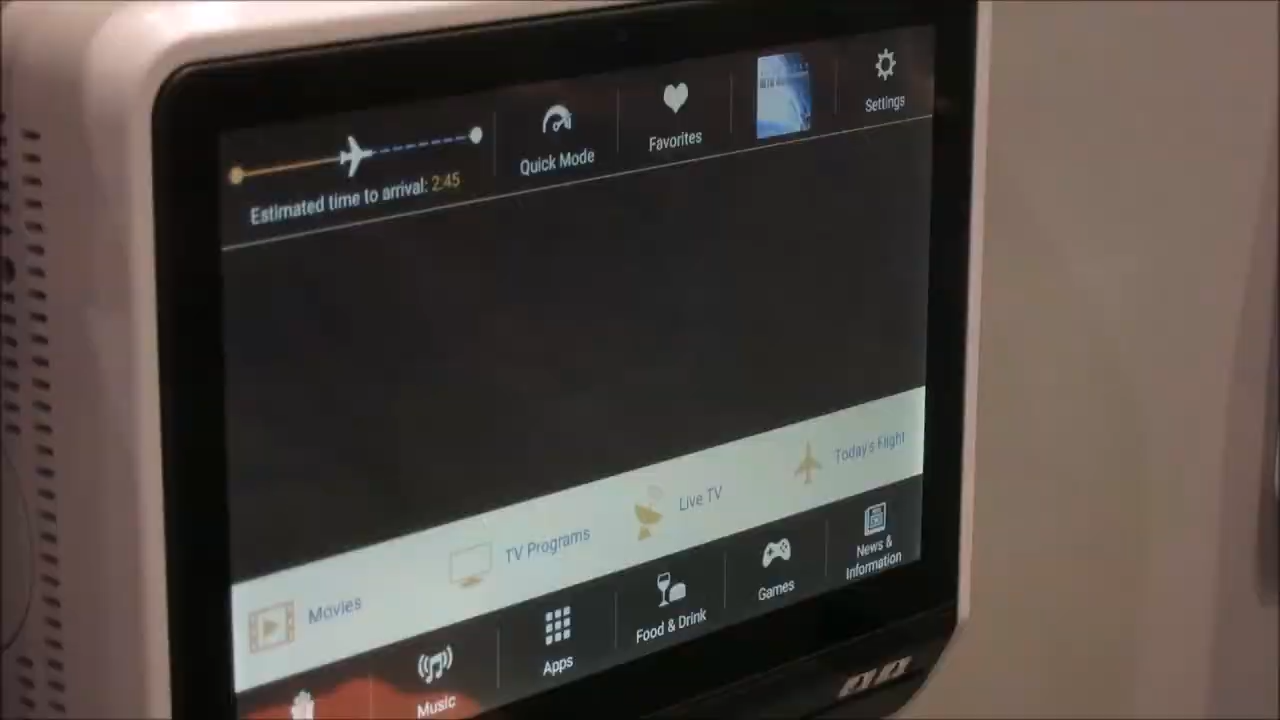 Estimated time to arrival: 2:45
Quick Mode
Favorites
Settings
Movies
TV Programs
Live TV
Today's Flight
Music
Apps
Food & Drink
Games
News &
Information